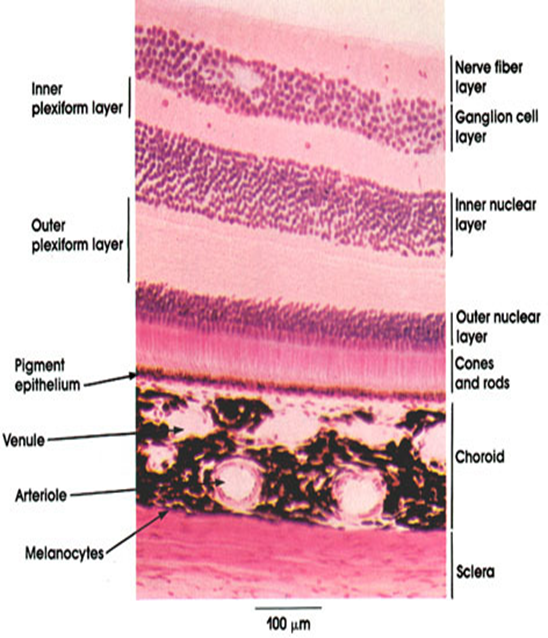 Inner
plexiform layer
Outer
plexiform layer
Pigment
epithelium
Venule
Arteriole
Melanocytes
Nerve fiber
layer
Ganglion cell
layer
Inner nuclear
layer
Outer nuclear
layer
Cones
and rods
Choroid
Sclera
100 μm